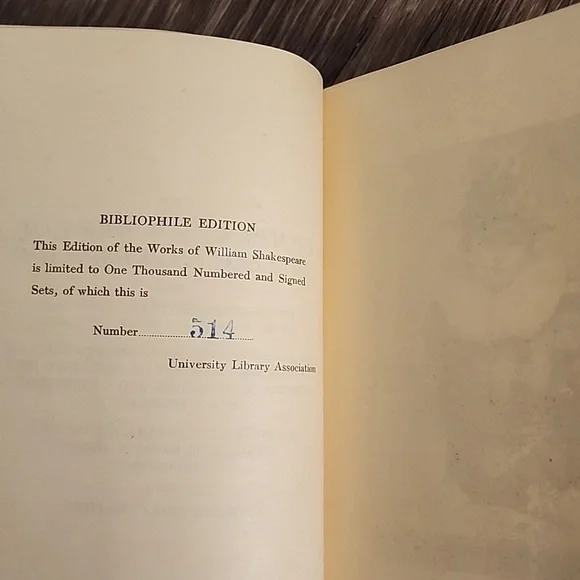 BIBLIOPHILE EDITION
This Edition of the Works of William Shakespeare
is limited to One Thousand Numbered and Signed
Sets, of which this is
Number 514
University Library Association